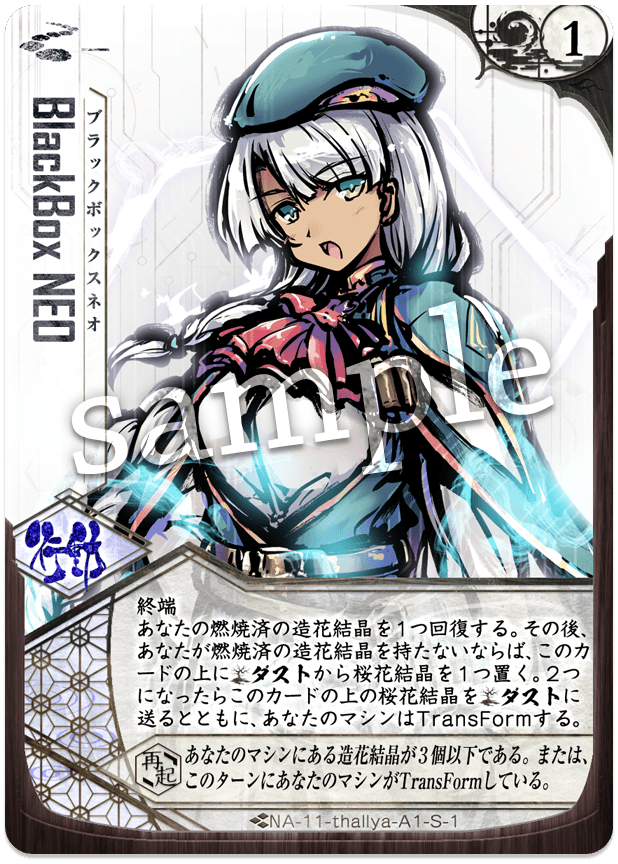 1
BlackBox NEO
ブラックボックスネオ
sample
行動
終端
あなたの燃焼済の造花結晶を1つ回復する。その後、
あなたが燃焼済の造花結晶を持たないならば、このカ
ードの上にダストから桜花結晶を1つ置く。2つ
になったらこのカードの上の桜花結晶をダストに
送るとともに、あなたのマシンはTransFormする。
再起
あなたのマシンにある造花結晶が3個以下である。または、
このターンにあなたのマシンがTransFormしている。
NA-11-thallya-A1-S-1